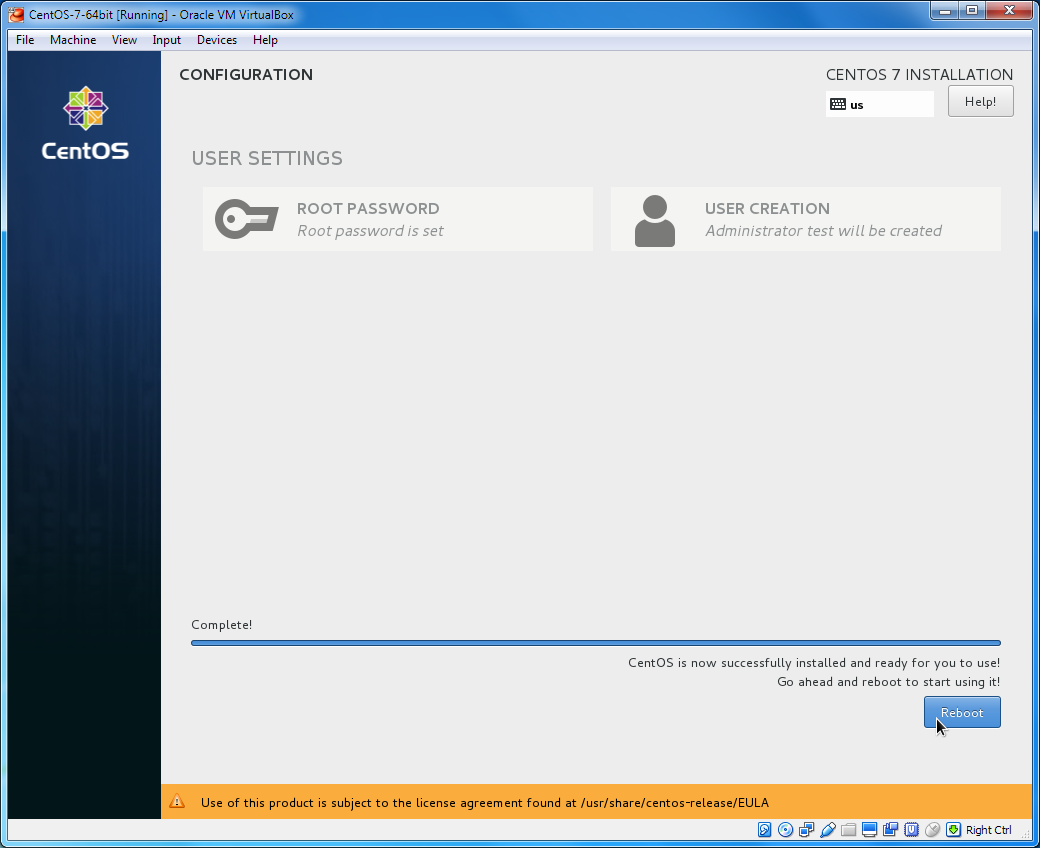 CentOS-7-64bit [Running] - Oracle VM VirtualBox
File Machine View Input Devices Help
CentOS
CONFIGURATION
CENTOS 7 INSTALLATION
us
Help!
USER SETTINGS
ROOT PASSWORD
Root password is set
USER CREATION
Administrator test will be created
Complete!
CentOS is now successfully installed and ready for you to use!
Go ahead and reboot to start using it!
Reboot
Use of this product is subject to the license agreement found at /usr/share/centos-release/EULA
Right Ctrl